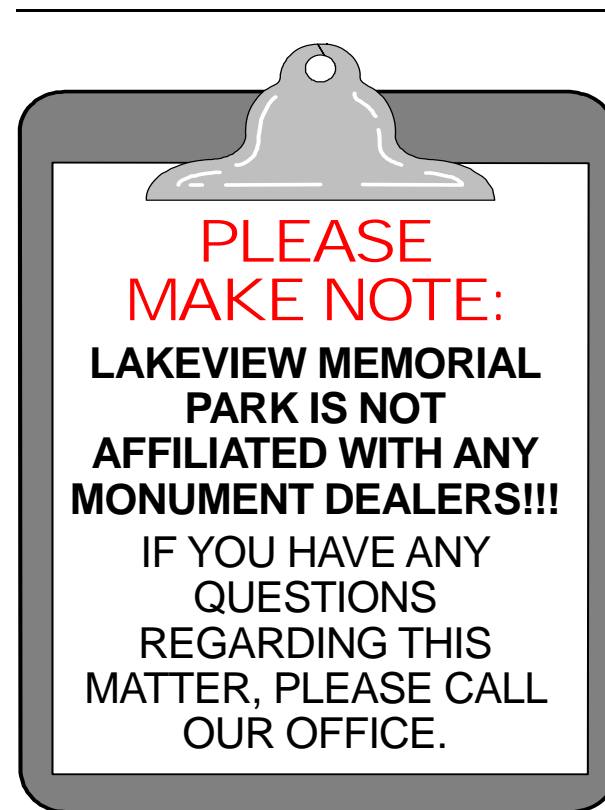 PLEASE
MAKE NOTE:
LAKEVIEW MEMORIAL
PARK IS NOT
AFFILIATED WITH ANY
MONUMENT DEALERS!!!
IF YOU HAVE ANY
QUESTIONS
REGARDING THIS
MATTER, PLEASE CALL
OUR OFFICE.